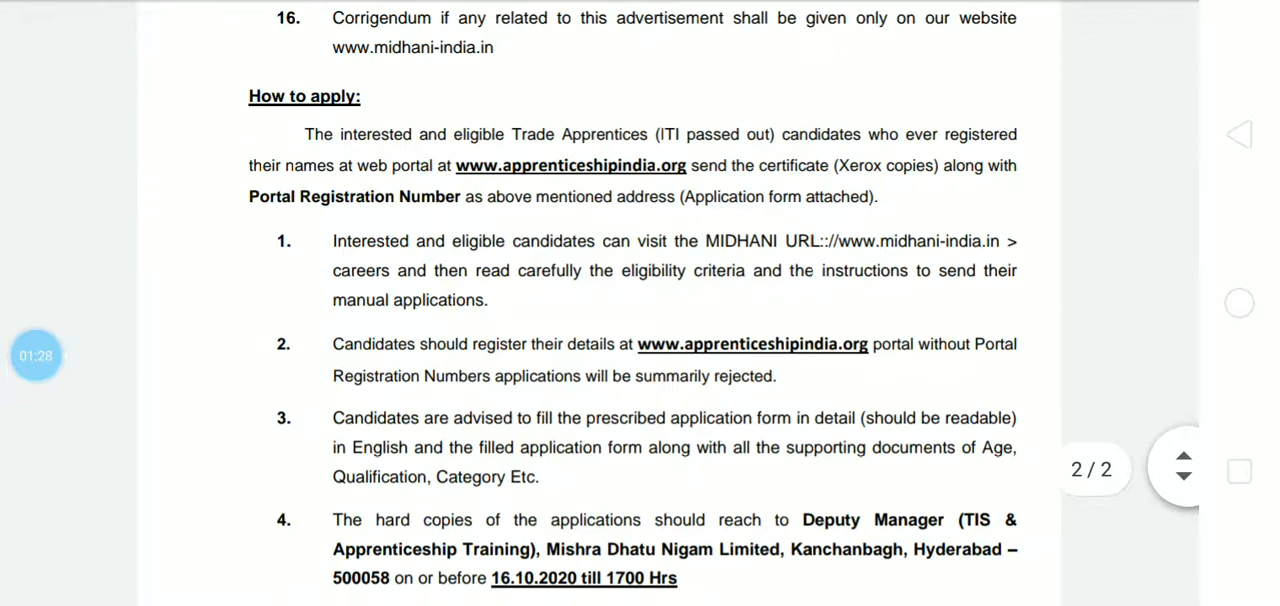 16. Corrigendum if any related to this advertisement shall be given only on our website
www.midhani-india.in
How to apply:
The interested and eligible Trade Apprentices (ITI passed out) candidates who ever registered
their names at web portal at www.apprenticeshipindia.org send the certificate (Xerox copies) along with
Portal Registration Number as above mentioned address (Application form attached).
1. Interested and eligible candidates can visit the MIDHANI URL:://www.midhani-india.in >
careers and then read carefully the eligibility criteria and the instructions to send their
manual applications.
01:28
2. Candidates should register their details at www.apprenticeshipindia.org portal without Portal
Registration Numbers applications will be summarily rejected.
3. Candidates are advised to fill the prescribed application form in detail (should be readable)
in English and the filled application form along with all the supporting documents of Age,
Qualification, Category Etc.
2 / 2
4. The hard copies of the applications should reach to Deputy Manager (TIS &
Apprenticeship Training), Mishra Dhatu Nigam Limited, Kanchanbagh, Hyderabad –
500058 on or before 16.10.2020 till 1700 Hrs